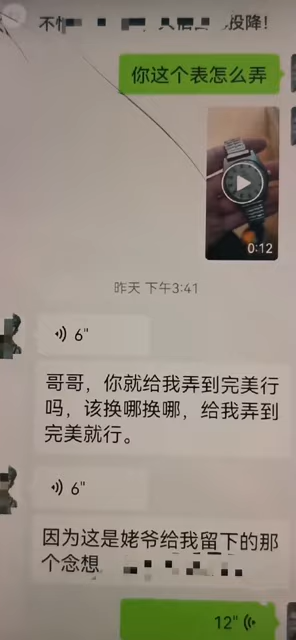 投降!
你这个表怎么弄
0:12
昨天 下午3:41
6"
哥哥，你就给我弄到完美行
吗，该换哪换哪，给我弄到
完美就行。
6"
因为这是姥爷给我留下的那
个念想
12"